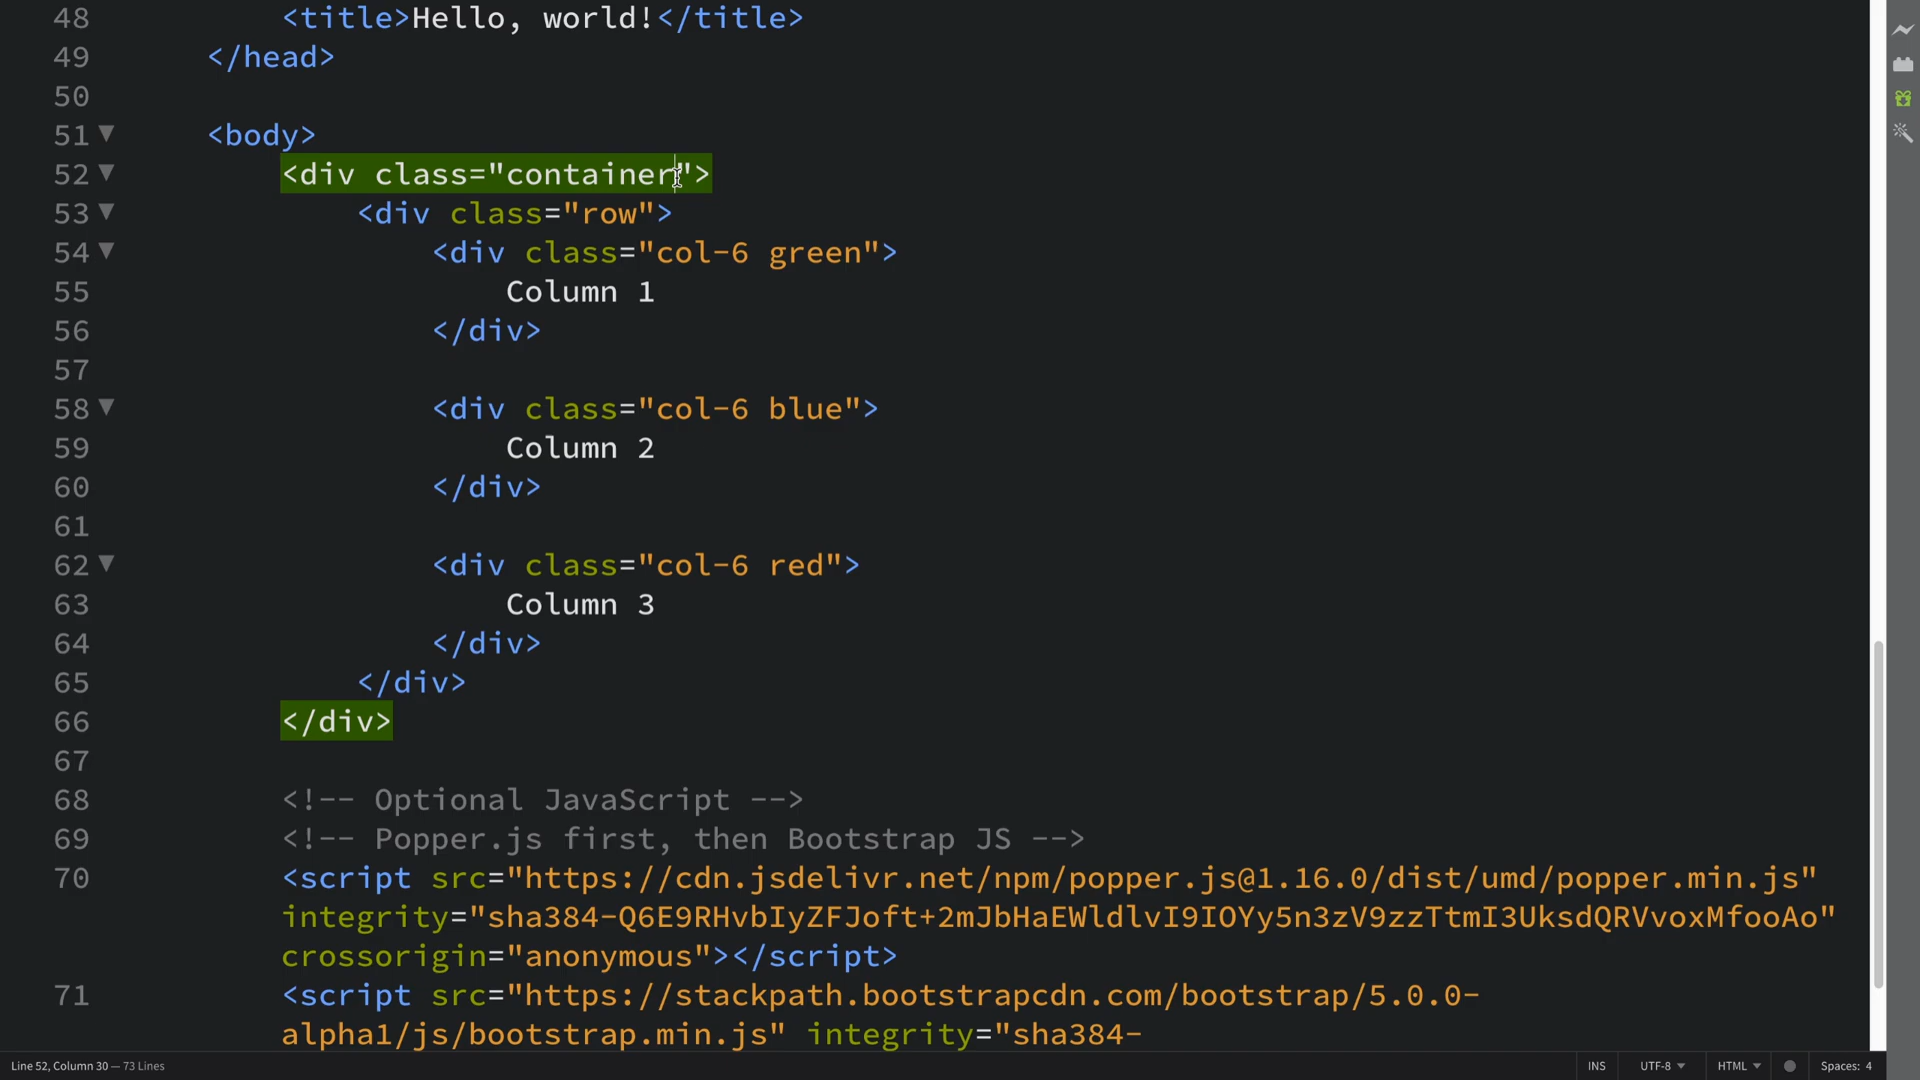 48 <title>Hello, world!</title>
49 </head>
50
51 <body>
52 <div class="container">
53 <div class="row">
54 <div class="col-6 green">
55 Column 1
56 </div>
57
58 <div class="col-6 blue">
59 Column 2
60 </div>
61
62 <div class="col-6 red">
63 Column 3
64 </div>
65 </div>
66 </div>
67
68 <!-- Optional JavaScript -->
69 <!-- Popper.js first, then Bootstrap JS -->
70 <script src="https://cdn.jsdelivr.net/npm/popper.js@1.16.0/dist/umd/popper.min.js"
integrity="sha384-Q6E9RHvbIyZFJoft+2mJbHaEWldlvI9IOYy5n3zV9zzTtmI3UksdQRVvoxMfooAo"
crossorigin="anonymous"></script>
71 <script src="https://stackpath.bootstrapcdn.com/bootstrap/5.0.0-
alpha1/js/bootstrap.min.js" integrity="sha384-
Line 52, Column 30 — 73 Lines INS UTF-8 HTML Spaces: 4